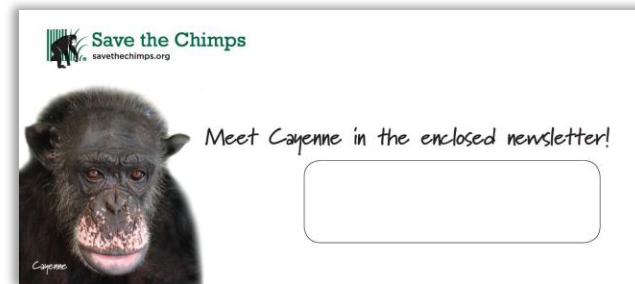 Save the Chimps
savethechimps.org
Meet Cayenne in the enclosed newsletter!
Cayenne